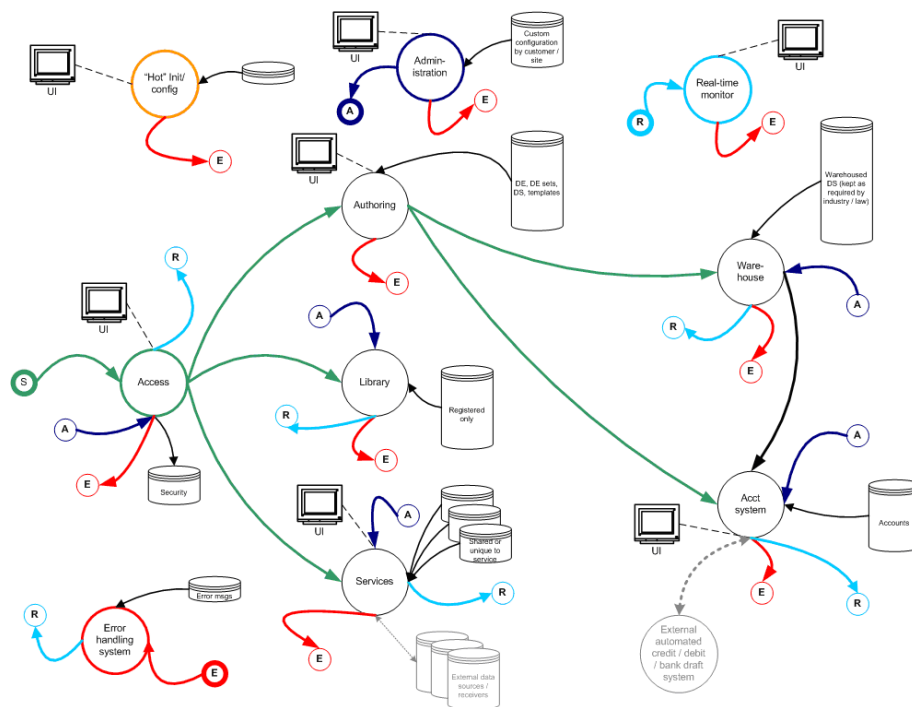 UI
"Hot" Init/
config
E
UI
Admin-
istration
Custom
configuration
by customer /
site
A
E
UI
Real-time
monitor
R
E
UI
Authoring
DE, DE sets,
DS, templates
E
Warehoused
DS (kept as
required by
industry / law)
Ware-
house
A
R
E
R
UI
S
Access
A
E
Security
A
Library
Registered
only
R
E
UI
A
Shared or
unique to
service
Services
R
E
External data
sources /
receivers
A
Acct
system
UI
Accounts
E
R
External
automated
credit / debit
/ bank draft
system
Error msgs
R
Error
handling
system
E